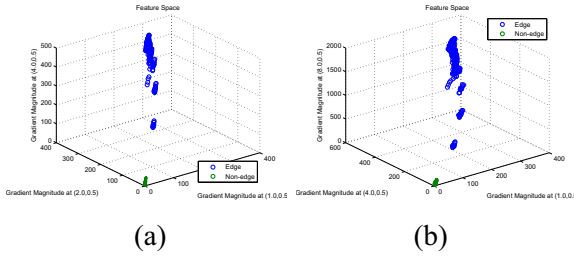 Feature Space
Gradient Magnitude at (4.0,0.5)
500
400
300
200
100
0
400
300
200
100
0
0
100
400
Edge
Non-edge
Gradient Magnitude at (2.0,0.5)
Gradient Magnitude at (1.0,0.5
(a)
Feature Space
Gradient Magnitude at (8.0,0.5)
2000
1500
1000
500
0
600
400
200
0
0
100
200
300
400
Edge
Non-edge
Gradient Magnitude at (4.0,0.5)
Gradient Magnitude at (1.0,0.
(b)